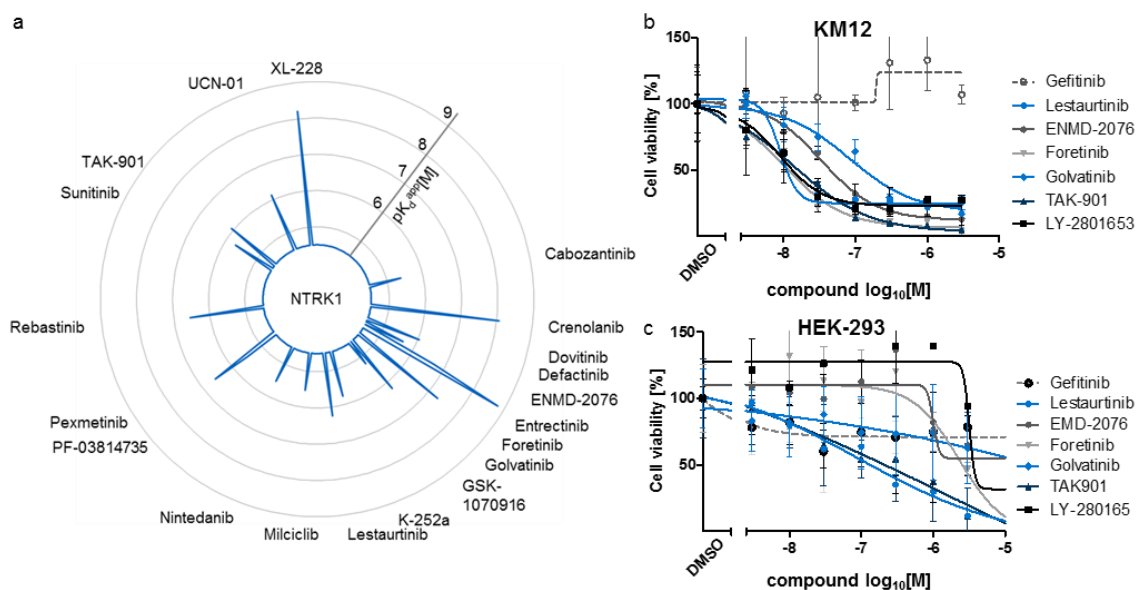 a
XL-228
UCN-01
TAK-901
Sunitinib
Rebastinib
Pexmetinib
PF-03814735
Nintedanib
Milciclib
Lestaurtinib
K-252a
GSK-
1070916
Golvatinib
Foretinib
Entrectinib
ENMD-2076
Defactinib
Dovitinib
Crenolanib
Cabozantinib
9
8
7
6
pKd^app[M]
NTRK1
b
KM12
150
100
50
Cell viability [%]
DMSO
-8
-7
-6
-5
compound log10[M]
Gefitinib
Lestaurtinib
ENMD-2076
Foretinib
Golvatinib
TAK-901
LY-2801653
c
HEK-293
150
100
50
Cell viability [%]
DMSO
-8
-7
-6
-5
compound log10[M]
Gefitinib
Lestaurtinib
EMD-2076
Foretinib
Golvatinib
TAK901
LY-280165